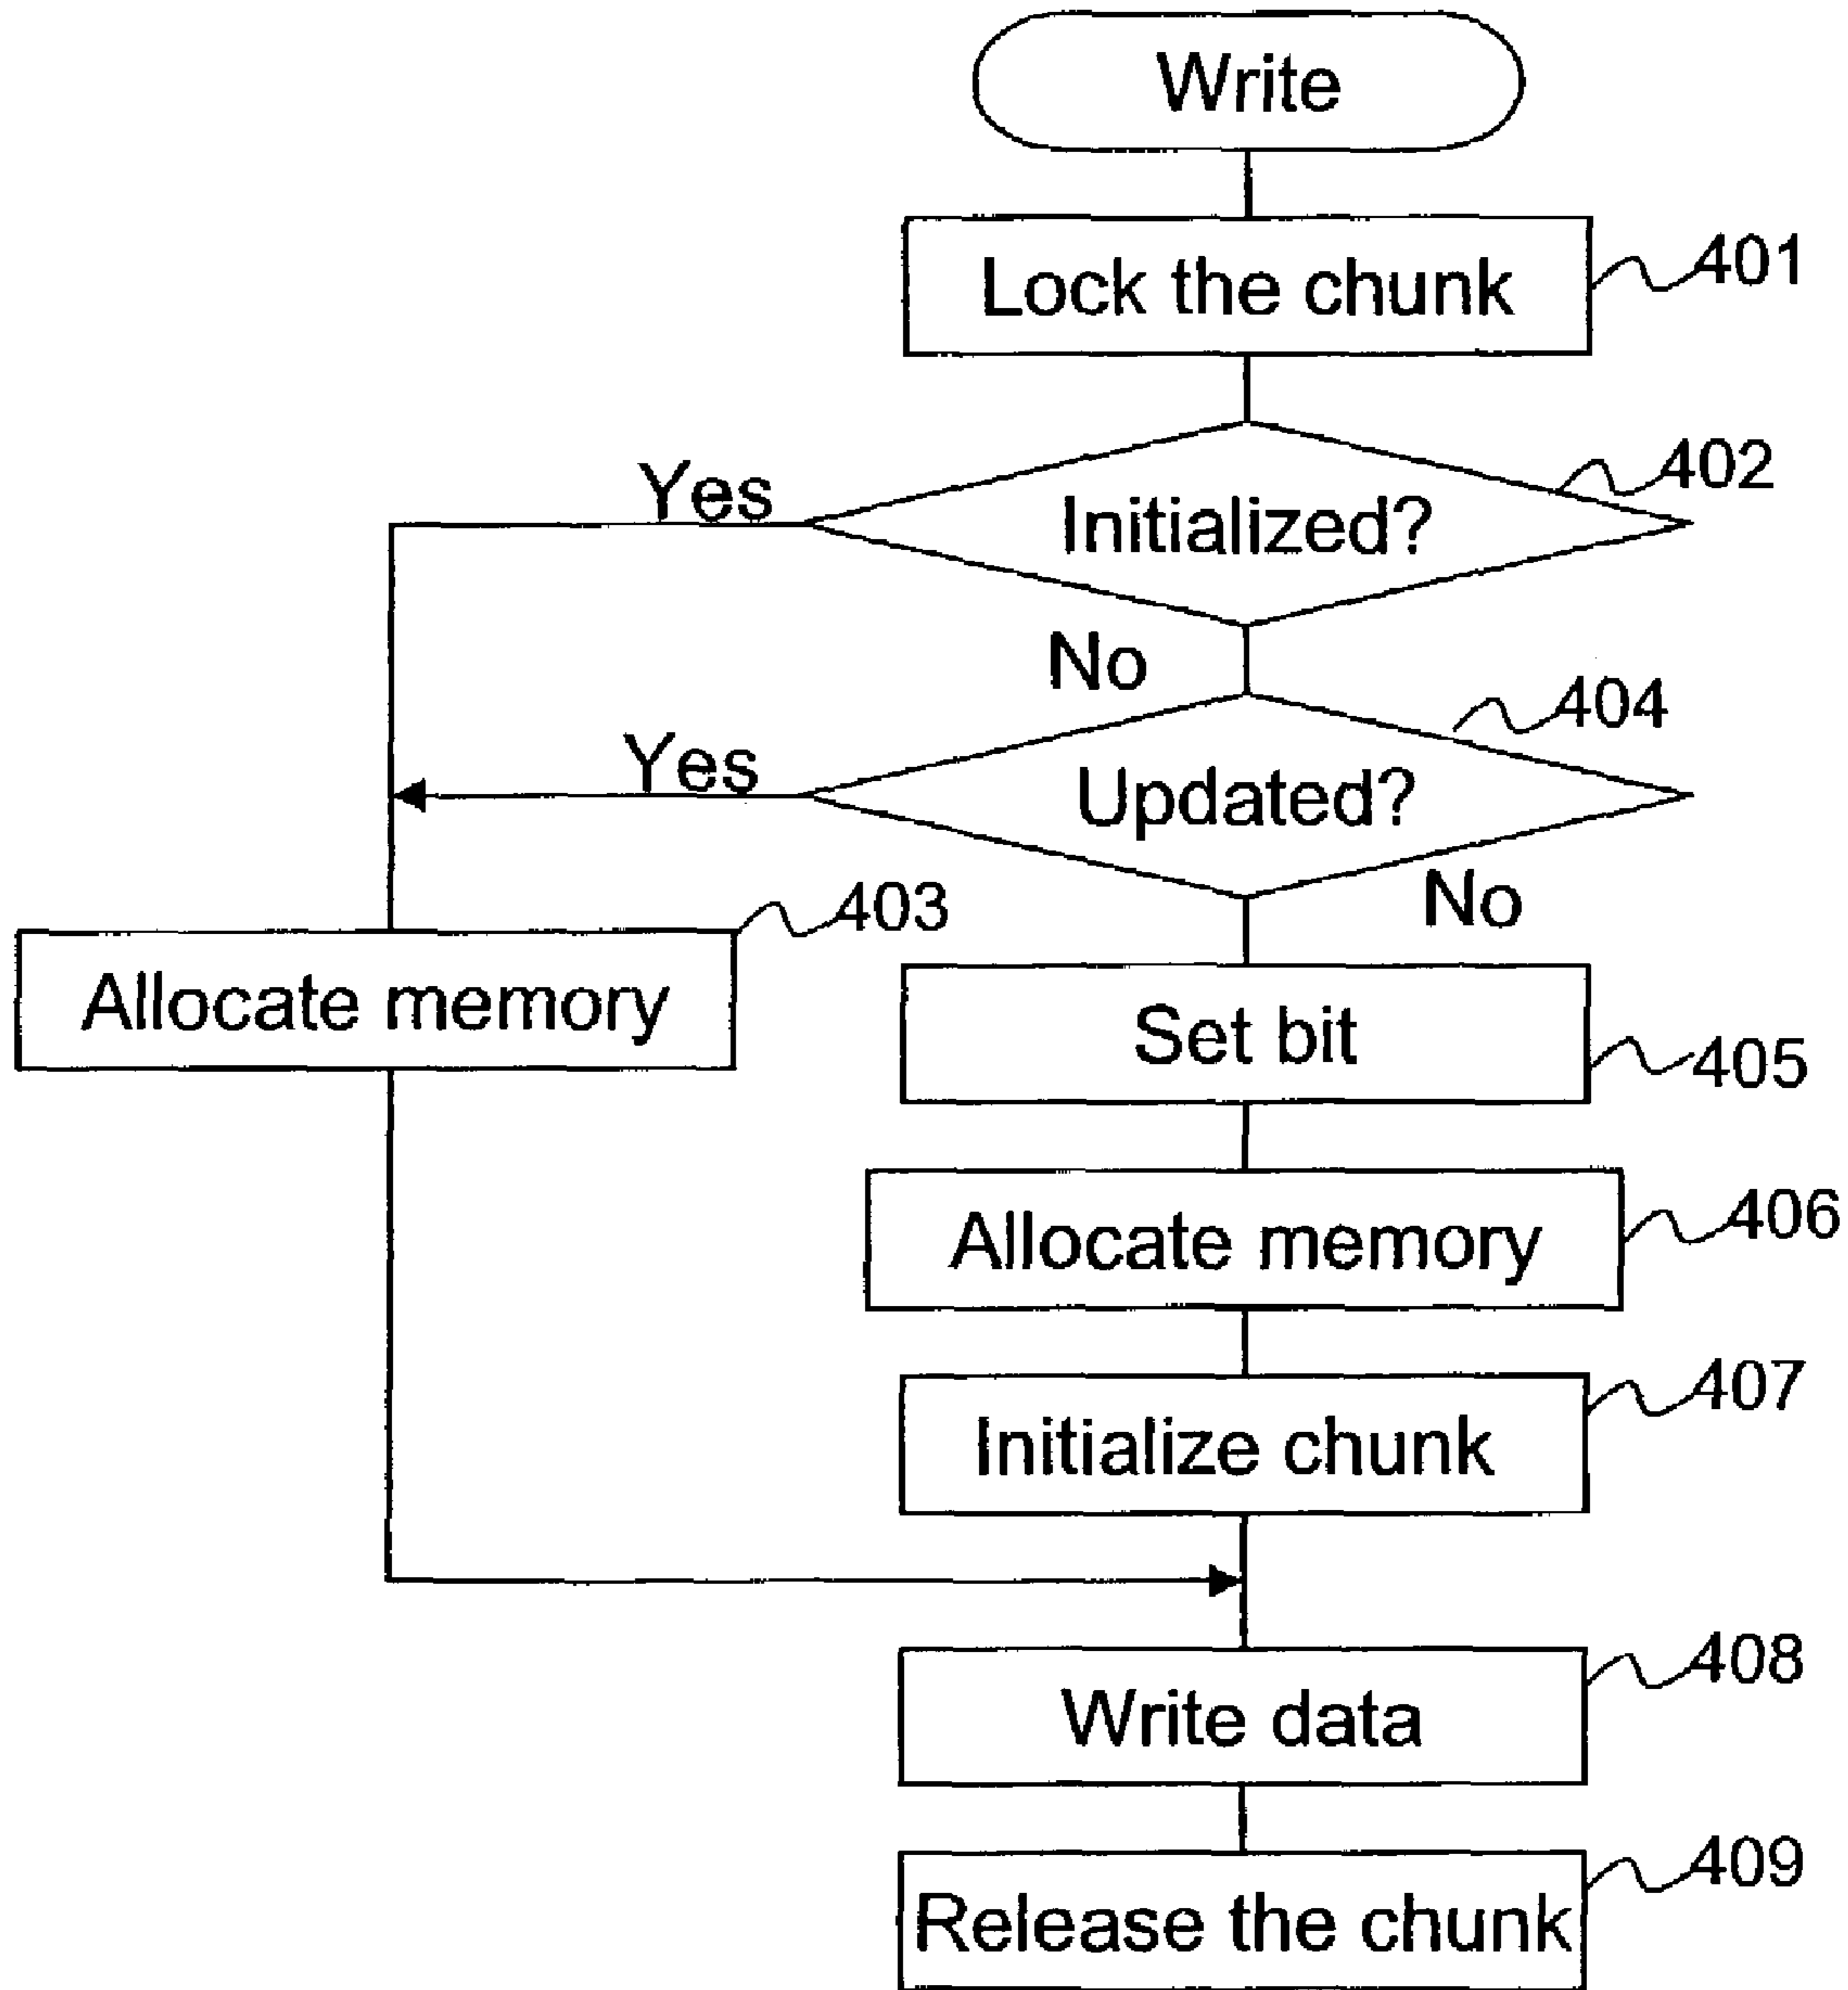 Write
Lock the chunk
401
Yes
Initialized?
402
No
404
Yes
Updated?
No
403
Allocate memory
Set bit
405
Allocate memory
406
Initialize chunk
407
Write data
408
Release the chunk
409